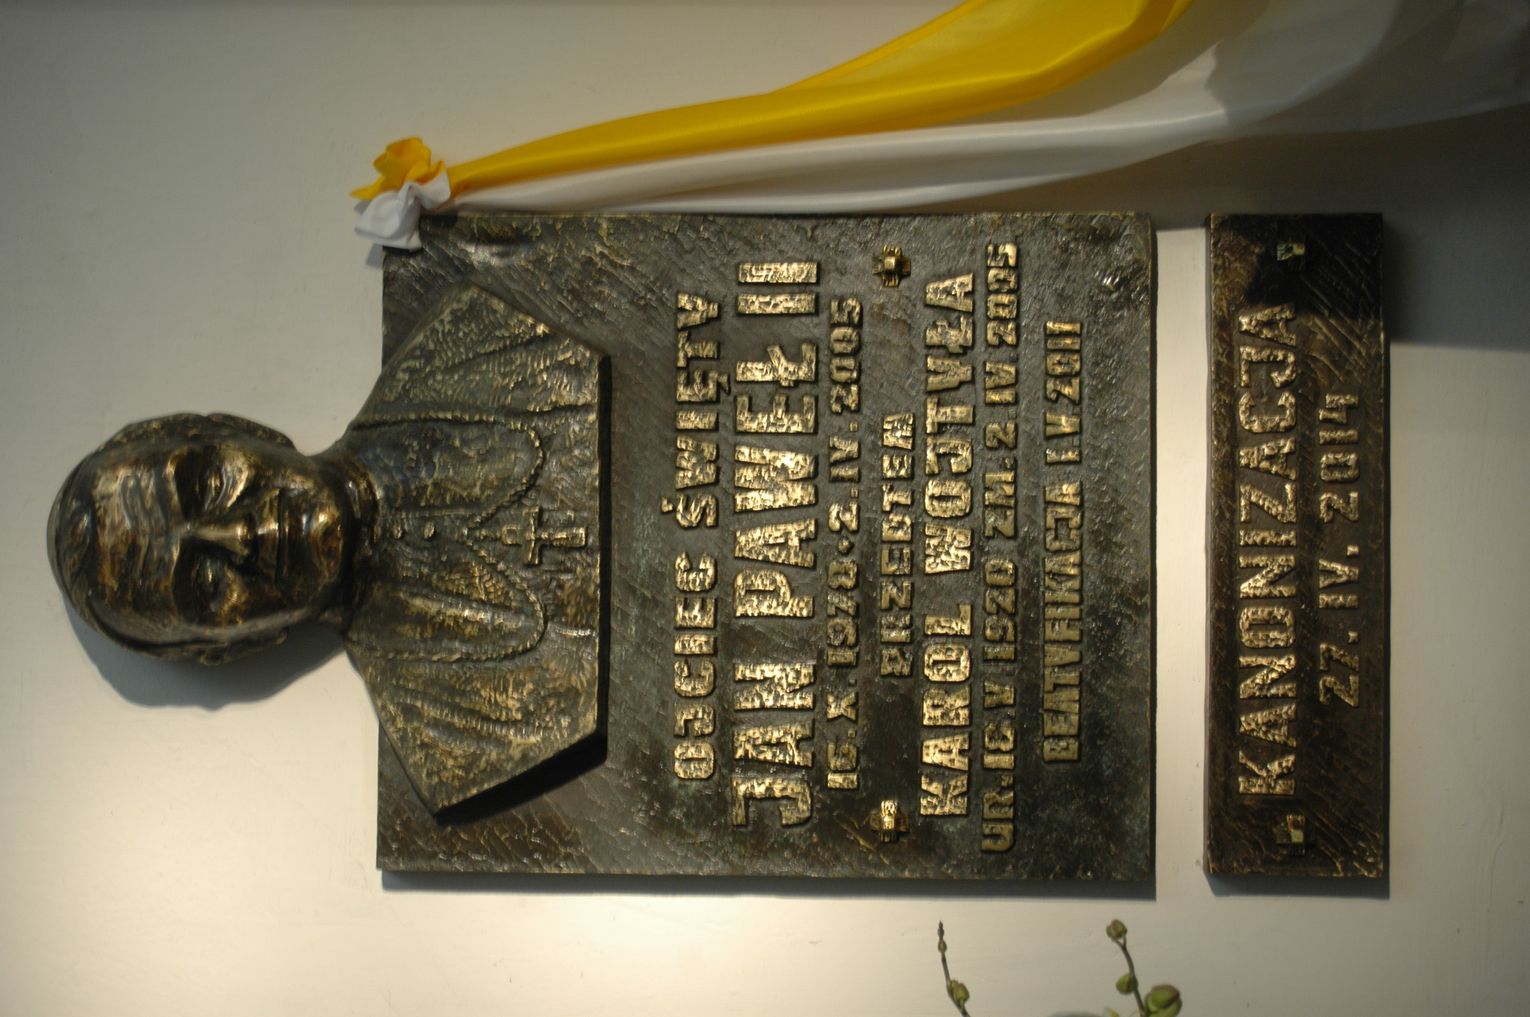 OJCIEC ŚWIĘTY
JAN PAWEŁ II
16.X.1978.2.IV.2005
ERZEDTEM
KAROL WOJTYŁA
UR.18.V 1920 ZM.2.IV.2005
BEATYFIKACJA 1.V.2011
KANONIZACJA
27.IV.2014